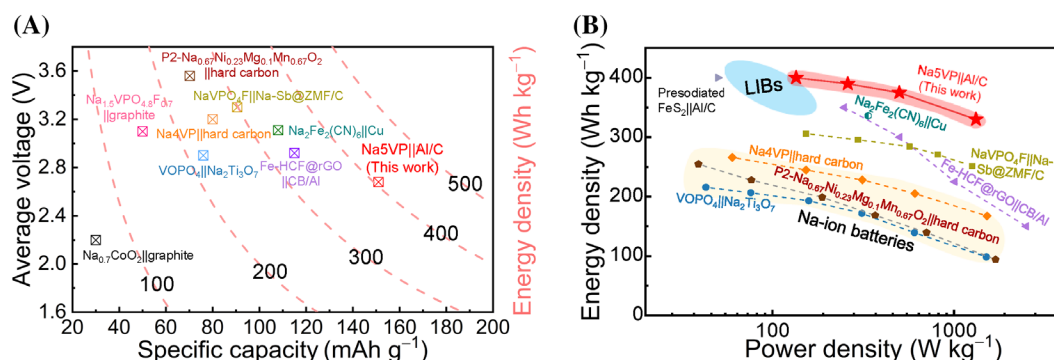 (A)
3.6
3.2
2.8
2.4
2.0
1.6
Average voltage (V)
P2-Na0.67Ni0.23Mg0.1Mn0.67O2
||hard carbon
Na1.5VPO4.8F0.7
||graphite
NaVPO4F||Na-Sb@ZMF/C
Na4VP||hard carbon
Na2Fe2(CN)6||Cu
VOPO4||Na2Ti3O7
Fe-HCF@rGO
||CB/Al
Na5VP||Al/C
(This work)
Na0.7CoO2||graphite
100
200
300
400
500
20 40 60 80 100 120 140 160 180 200
Specific capacity (mAh g−1)
Energy density (Wh kg−1)
(B)
500
400
300
200
100
0
Energy density (Wh kg−1)
Presodiated
FeS2||Al/C
LIBs
Na5VP||Al/C
(This work)
Na2Fe2(CN)6||Cu
NaVPO4F||Na-
Sb@ZMF/C
Fe-HCF@rGO||CB/Al
Na4VP||hard carbon
P2-Na0.67Ni0.23Mg0.1Mn0.67O2||hard carbon
VOPO4||Na2Ti3O7
Na-ion batteries
100 1000
Power density (W kg−1)